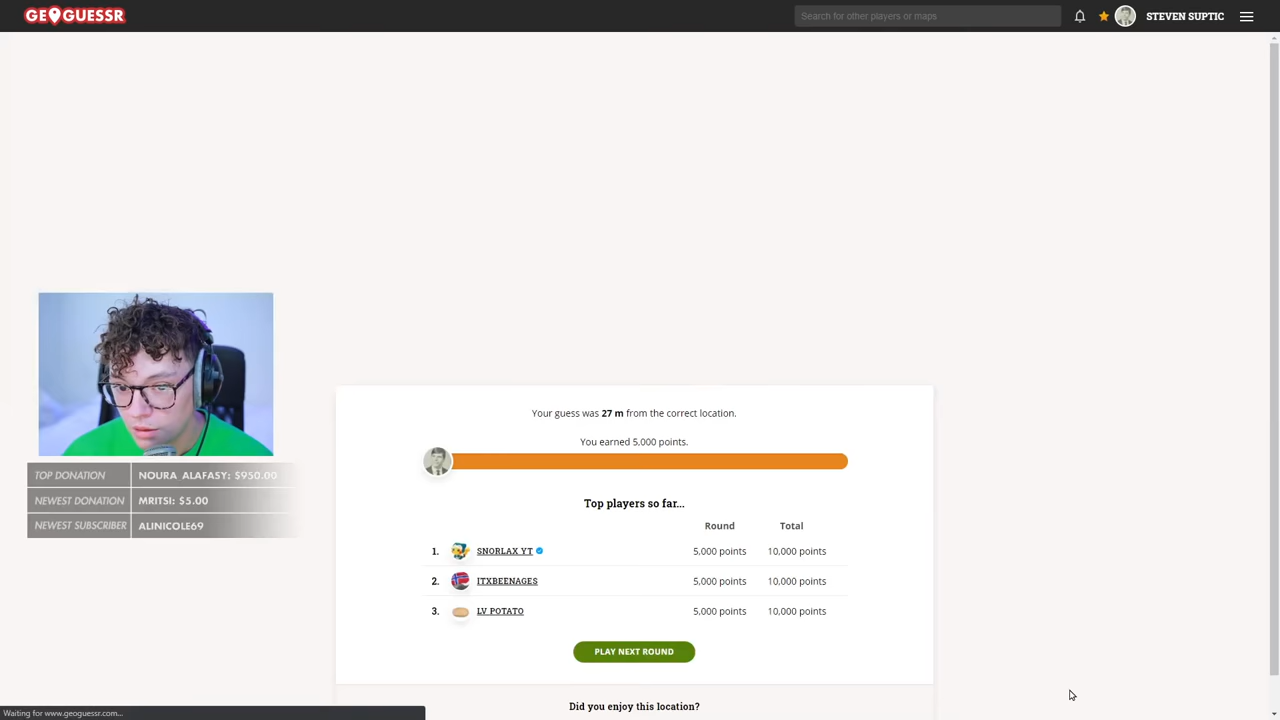 GEOGUESSR
Search for other players or maps
STEVEN SUPTIC
TOP DONATION NOURA ALAFASY: $950.00
NEWEST DONATION MRITSI: $5.00
NEWEST SUBSCRIBER ALINICOLE69
Your guess was 27 m from the correct location.
You earned 5,000 points.
Top players so far...
Round Total
1. SNORLAX YT 5,000 points 10,000 points
2. ITXBEENAGES 5,000 points 10,000 points
3. LV POTATO 5,000 points 10,000 points
PLAY NEXT ROUND
Did you enjoy this location?
Waiting for www.geoguessr.com...